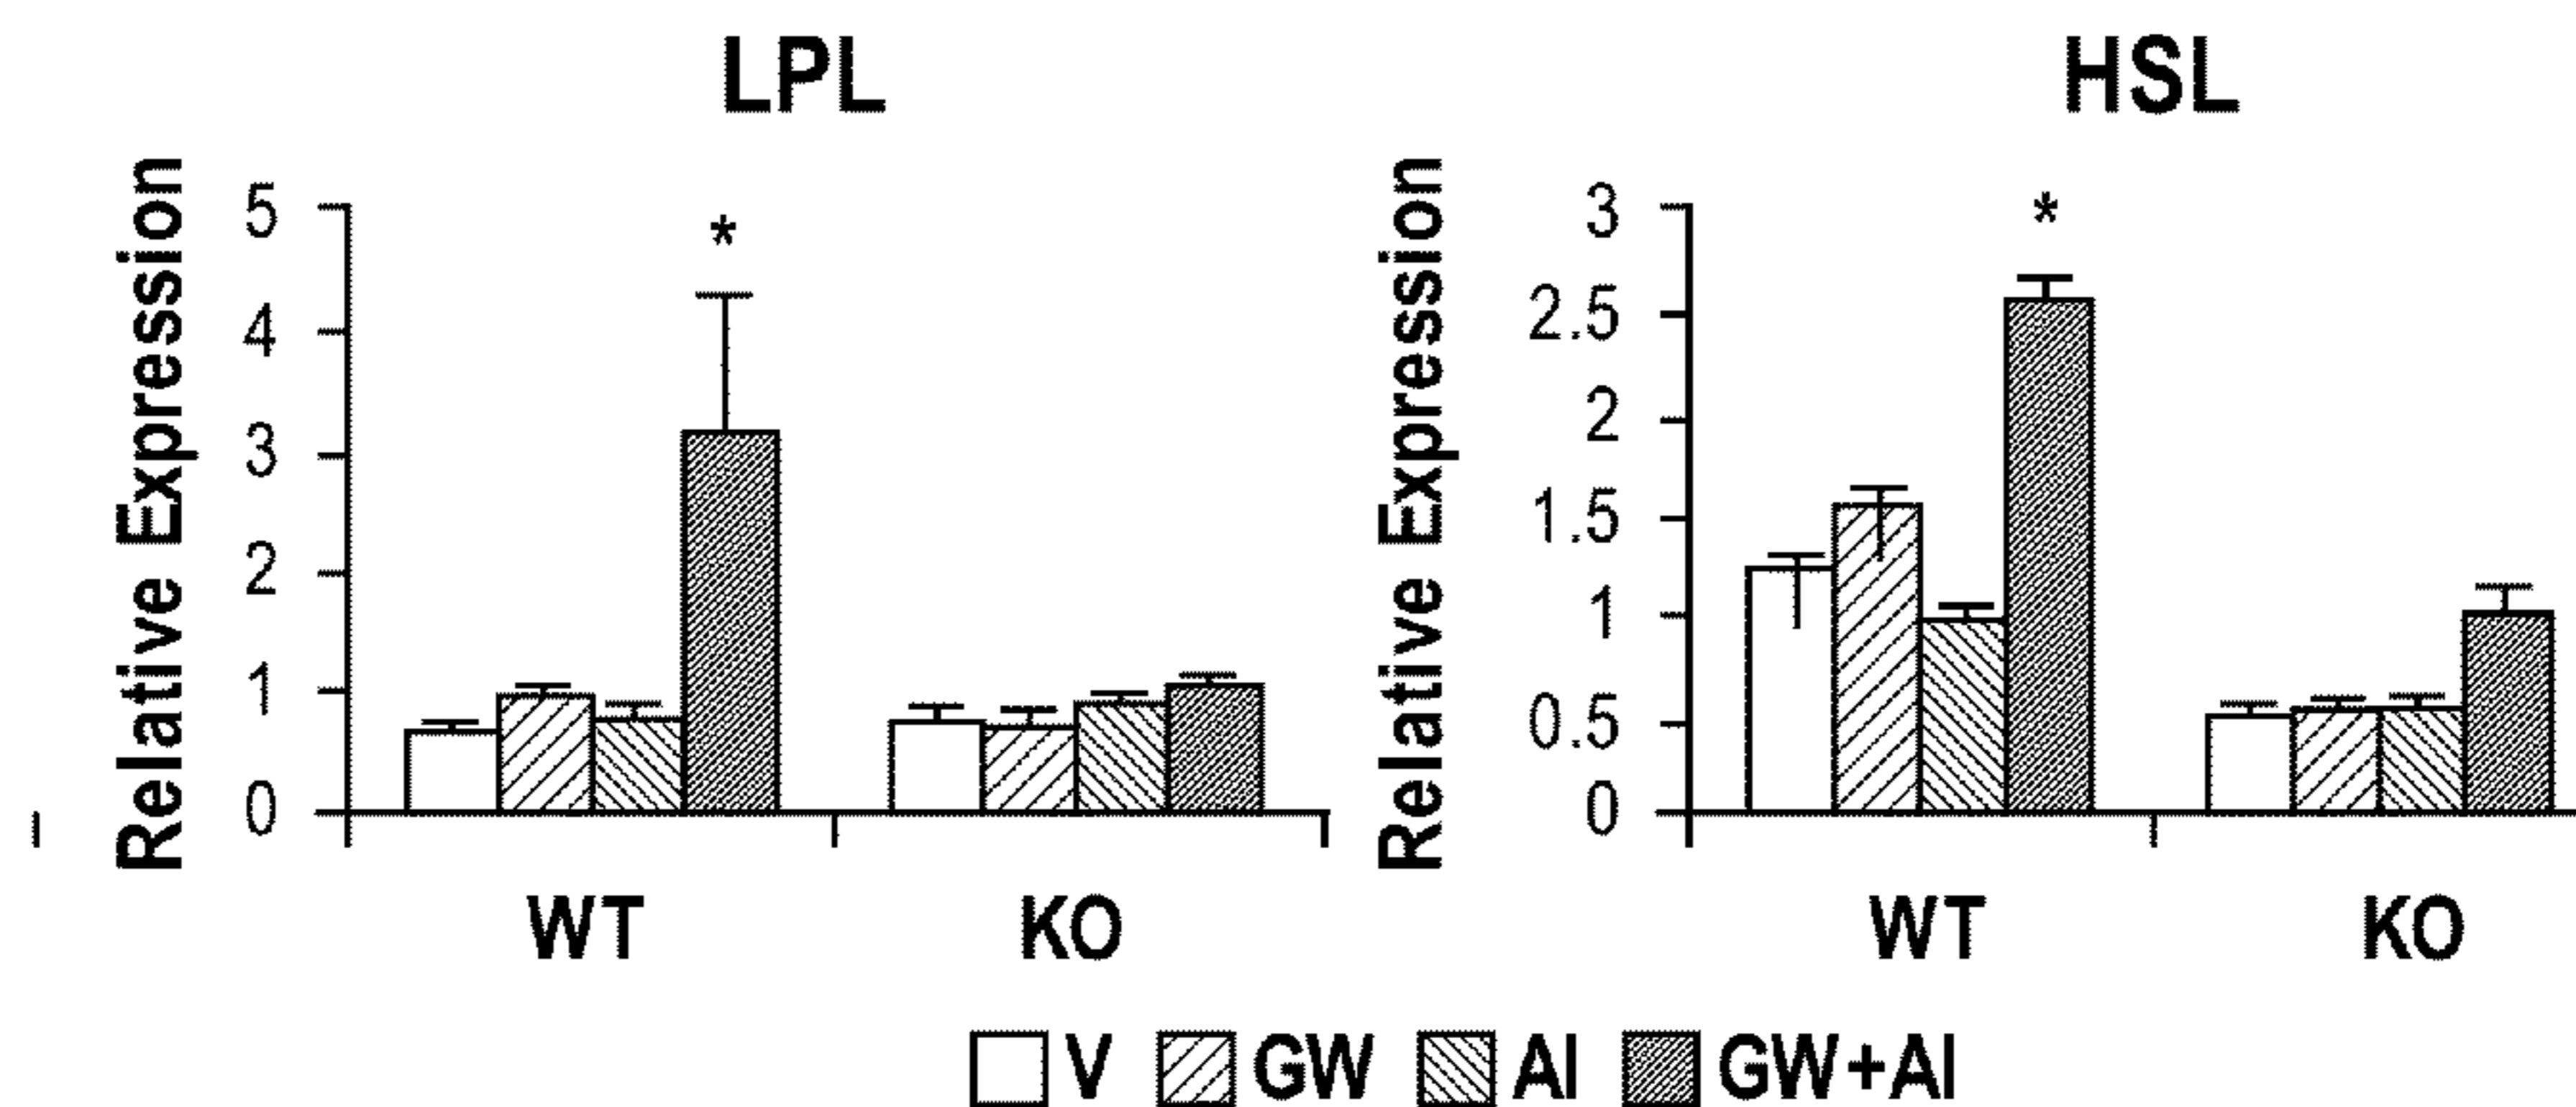 LPL
Relative Expression
5
4
3
2
1
0
*
WT KO
HSL
Relative Expression
3
2.5
2
1.5
1
0.5
0
*
WT KO
V GW AI GW+AI